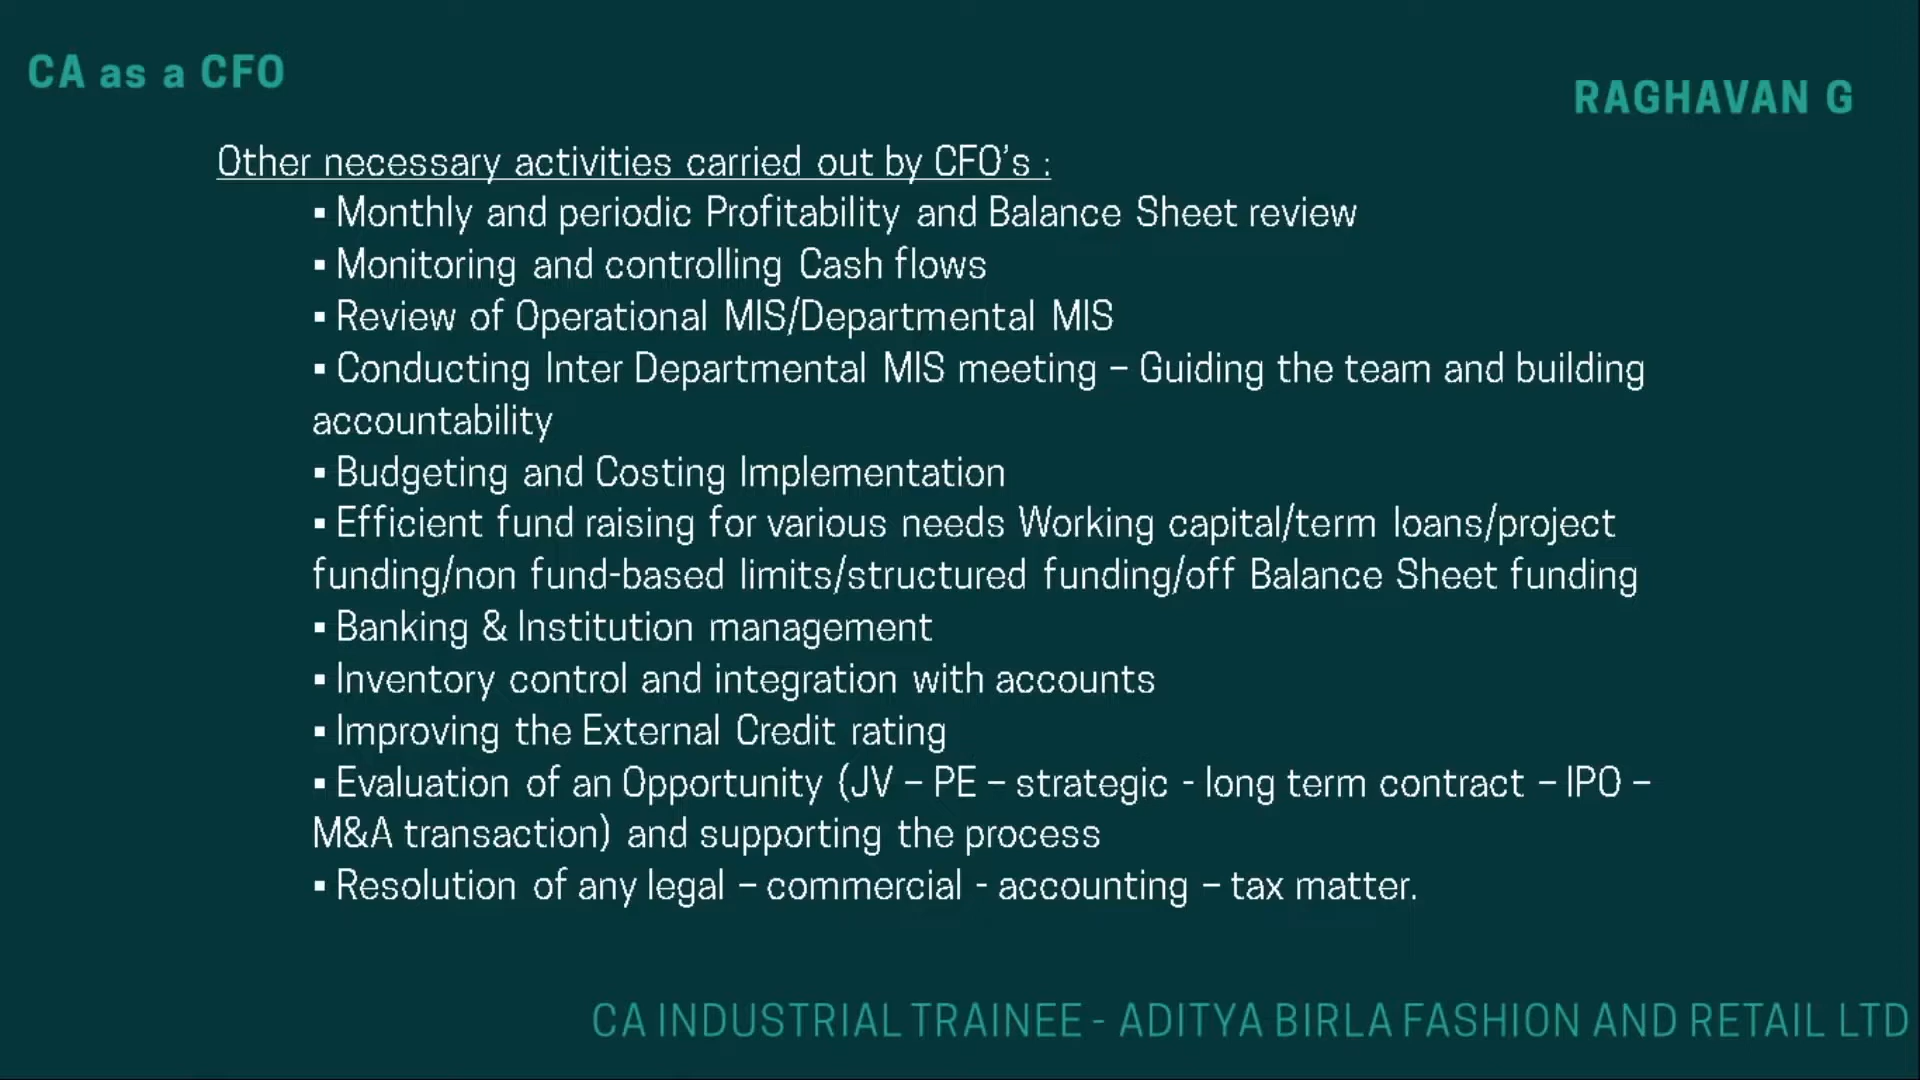 CA as a CFO
RAGHAVAN G
Other necessary activities carried out by CFO's :
▪ Monthly and periodic Profitability and Balance Sheet review
▪ Monitoring and controlling Cash flows
▪ Review of Operational MIS/Departmental MIS
▪ Conducting Inter Departmental MIS meeting – Guiding the team and building
accountability
▪ Budgeting and Costing Implementation
▪ Efficient fund raising for various needs Working capital/term loans/project
funding/non fund-based limits/structured funding/off Balance Sheet funding
▪ Banking & Institution management
▪ Inventory control and integration with accounts
▪ Improving the External Credit rating
▪ Evaluation of an Opportunity (JV – PE – strategic - long term contract – IPO –
M&A transaction) and supporting the process
▪ Resolution of any legal – commercial - accounting – tax matter.
CA INDUSTRIAL TRAINEE - ADITYA BIRLA FASHION AND RETAIL LTD